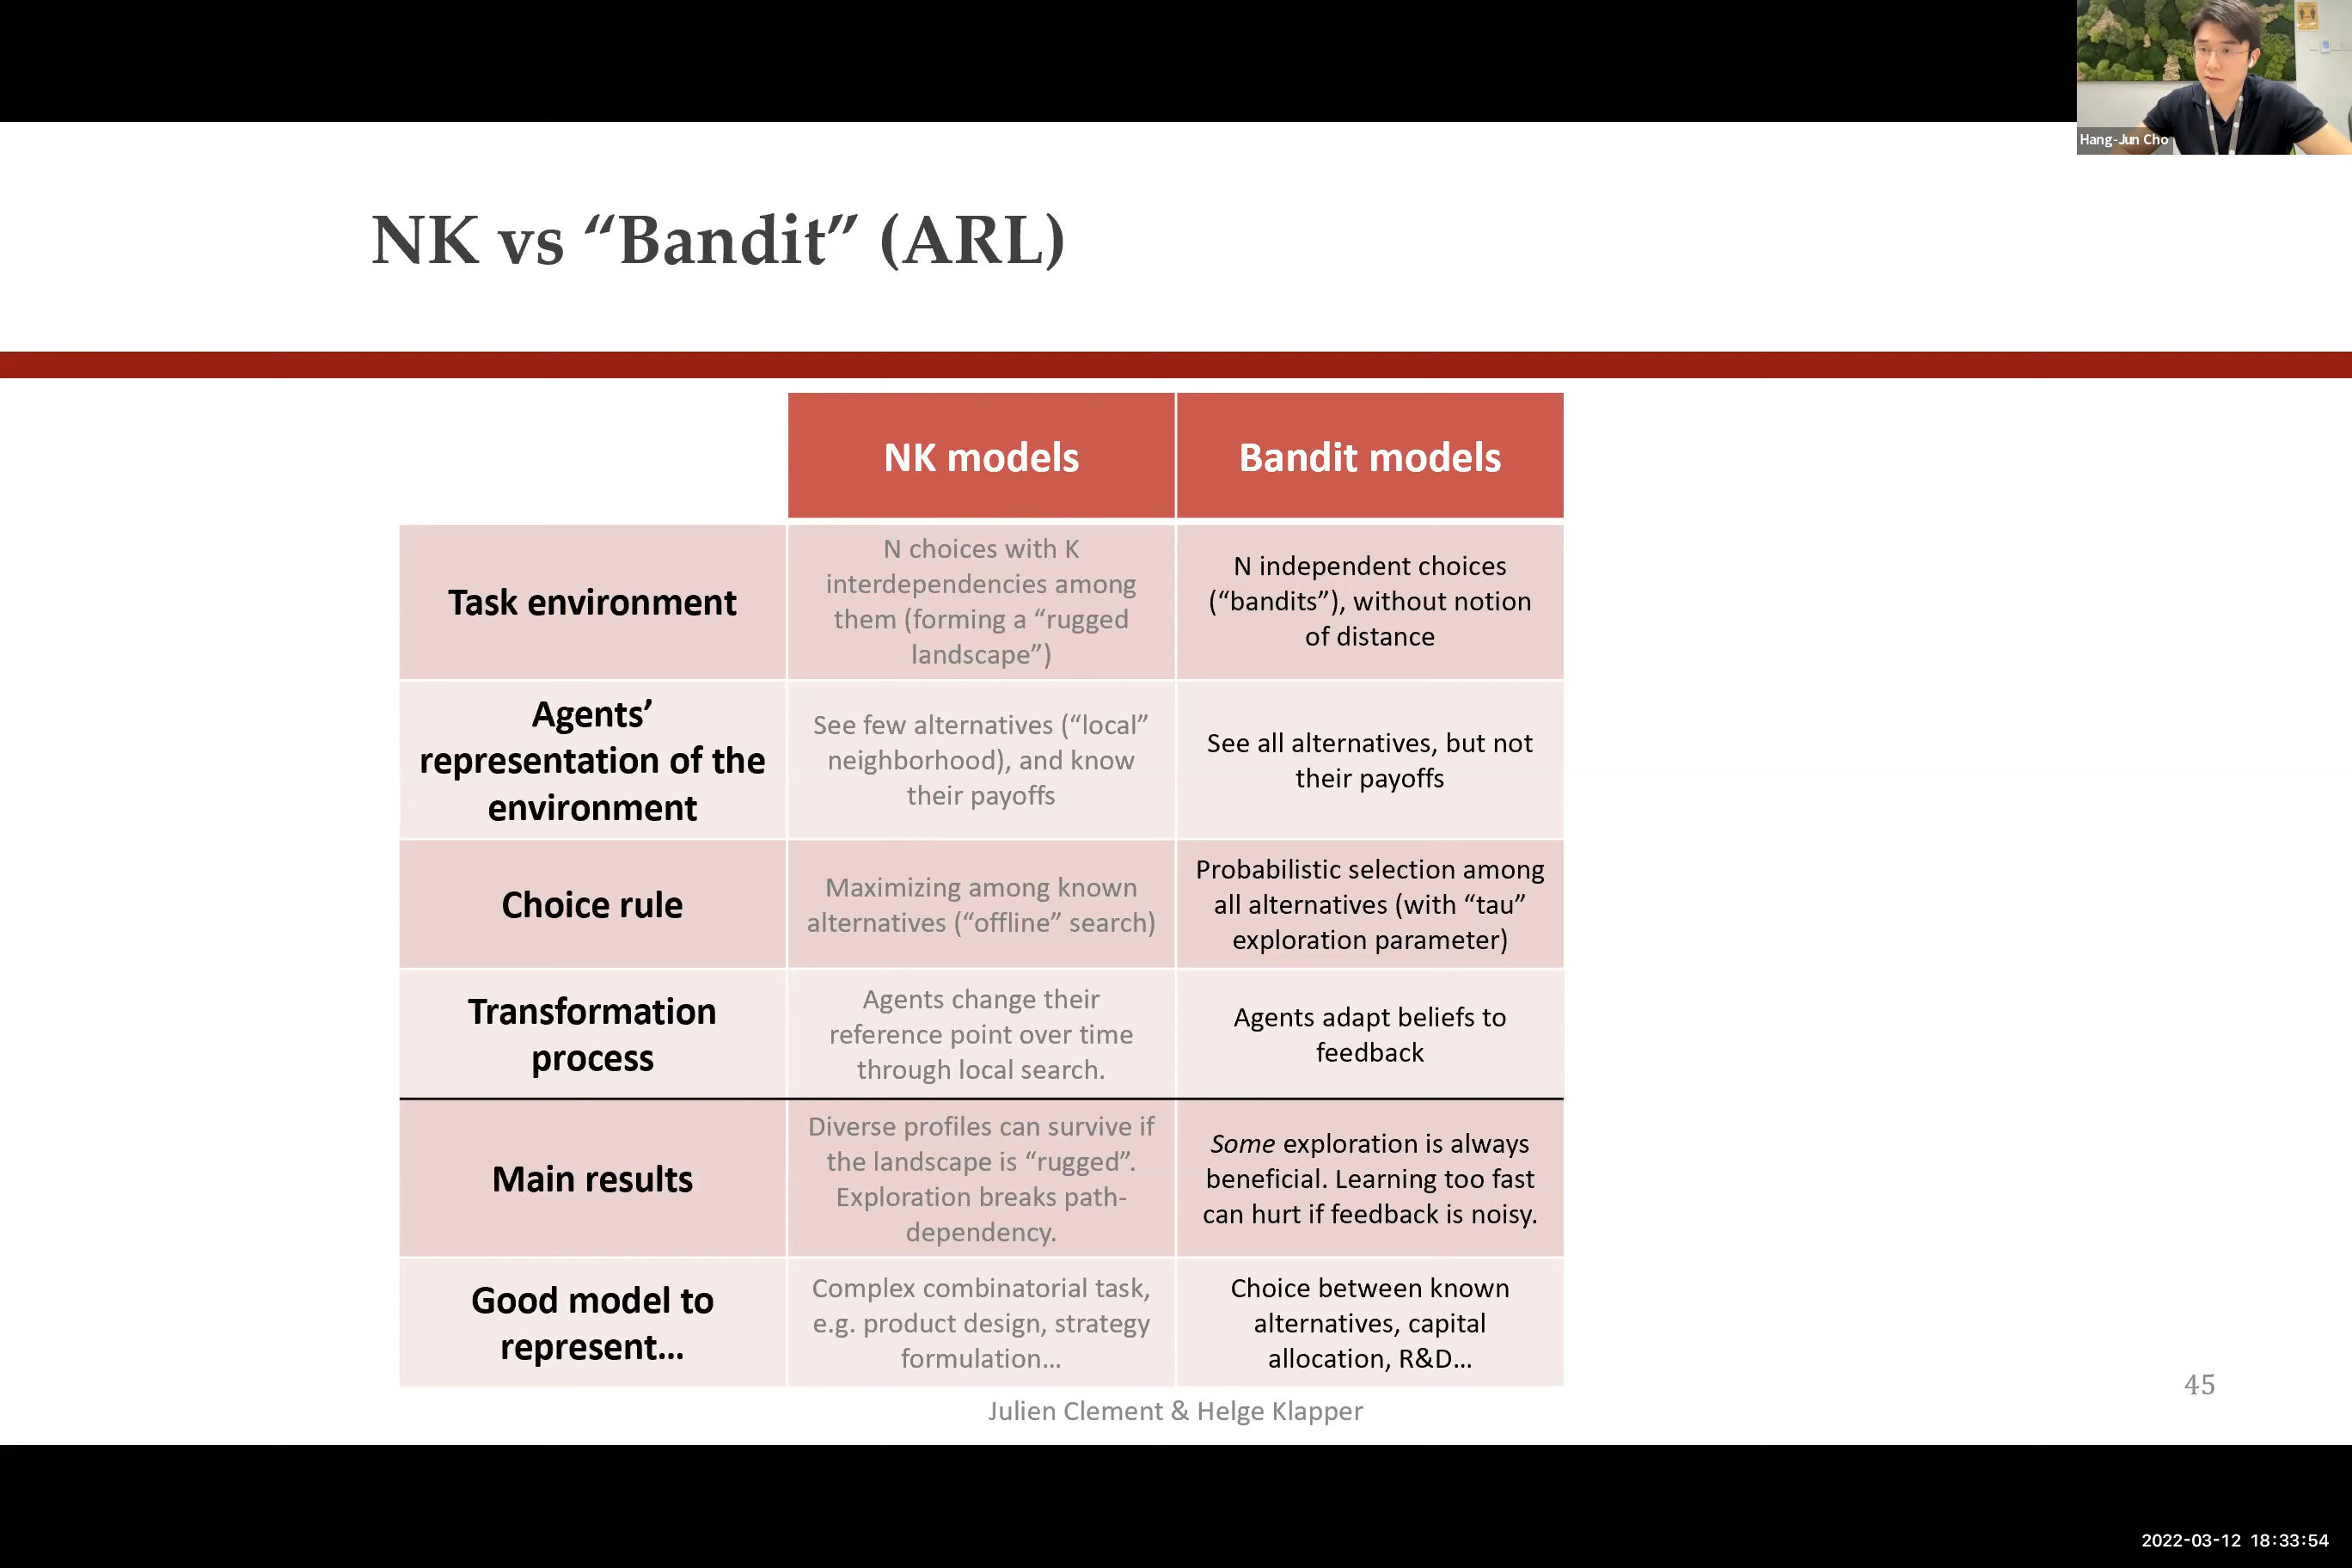 Hang-Jun Cho
NK vs “Bandit” (ARL)
NK models
Bandit models
Task environment
N choices with K
interdependencies among
them (forming a “rugged
landscape”)
N independent choices
(“bandits”), without notion
of distance
Agents’
representation of the
environment
See few alternatives (“local”
neighborhood), and know
their payoffs
See all alternatives, but not
their payoffs
Choice rule
Maximizing among known
alternatives (“offline” search)
Probabilistic selection among
all alternatives (with “tau”
exploration parameter)
Transformation
process
Agents change their
reference point over time
through local search.
Agents adapt beliefs to
feedback
Main results
Diverse profiles can survive if
the landscape is “rugged”.
Exploration breaks path-
dependency.
Some exploration is always
beneficial. Learning too fast
can hurt if feedback is noisy.
Good model to
represent…
Complex combinatorial task,
e.g. product design, strategy
formulation…
Choice between known
alternatives, capital
allocation, R&D…
45
Julien Clement & Helge Klapper
2022-03-12 18:33:54